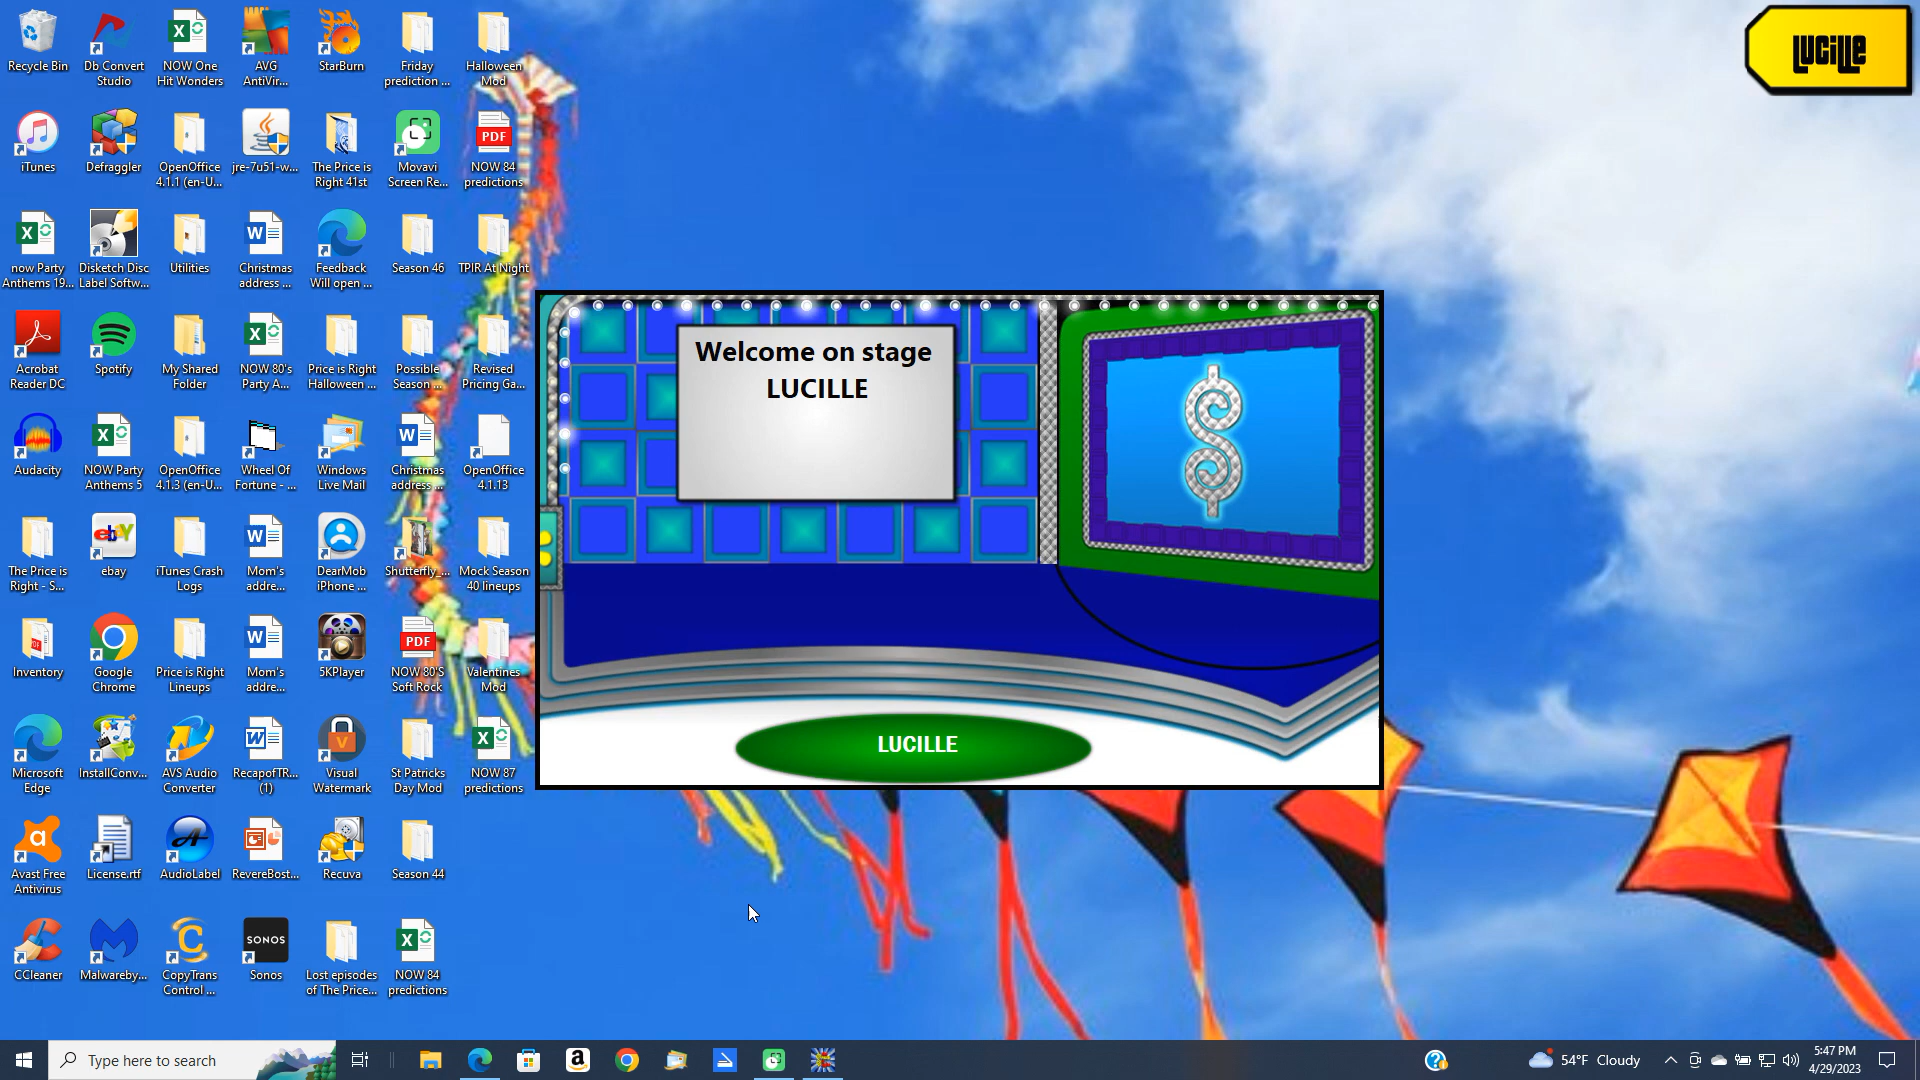 Recycle Bin
Db Convert
Studio
NOW One
Hit Wonders
AVG
AntiVir...
StarBurn
Friday
prediction ...
Halloween
Mod
iTunes
Defraggler
OpenOffice
4.1.1 (en-U...
jre-7u51-w...
The Price is
Right 41st
Movavi
Screen Re...
PDF
NOW 84
predictions
now Party
Anthems 19...
Disketch Disc
Label Softw...
Utilities
Christmas
address ...
Feedback
Will open ...
Season 46
TPIR At Night
Acrobat
Reader DC
Spotify
My Shared
Folder
NOW 80's
Party A...
Price is Right
Halloween ...
Possible
Season ...
Revised
Pricing Ga...
Audacity
NOW Party
Anthems 5
OpenOffice
4.1.3 (en-U...
Wheel Of
Fortune - ...
Windows
Live Mail
Christmas
address ...
OpenOffice
4.1.13
The Price is
Right - S...
ebay
ebay
iTunes Crash
Logs
Mom's
addre...
DearMob
iPhone ...
Shutterfly_...
Mock Season
40 lineups
Inventory
Google
Chrome
Price is Right
Lineups
Mom's
addre...
5KPlayer
PDF
NOW 80'S
Soft Rock
Valentines
Mod
Microsoft
Edge
InstallConv...
AVS Audio
Converter
RecapofTR...
(1)
Visual
Watermark
St Patricks
Day Mod
NOW 87
predictions
Avast Free
Antivirus
License.rtf
AudioLabel
RevereBost...
Recuva
Season 44
CCleaner
Malwareby...
CopyTrans
Control ...
SONOS
Sonos
Lost episodes
of The Price...
NOW 84
predictions
LUCILLE
Welcome on stage
LUCILLE
LUCILLE
Type here to search
54°F Cloudy
5:47 PM
4/29/2023